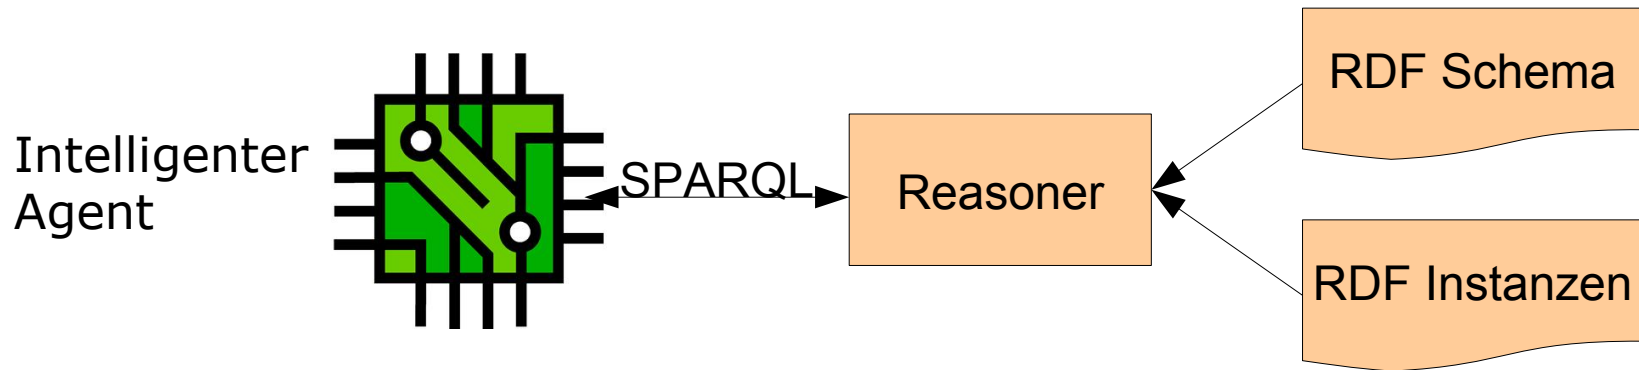 Intelligenter
Agent
SPARQL
Reasoner
RDF Schema
RDF Instanzen